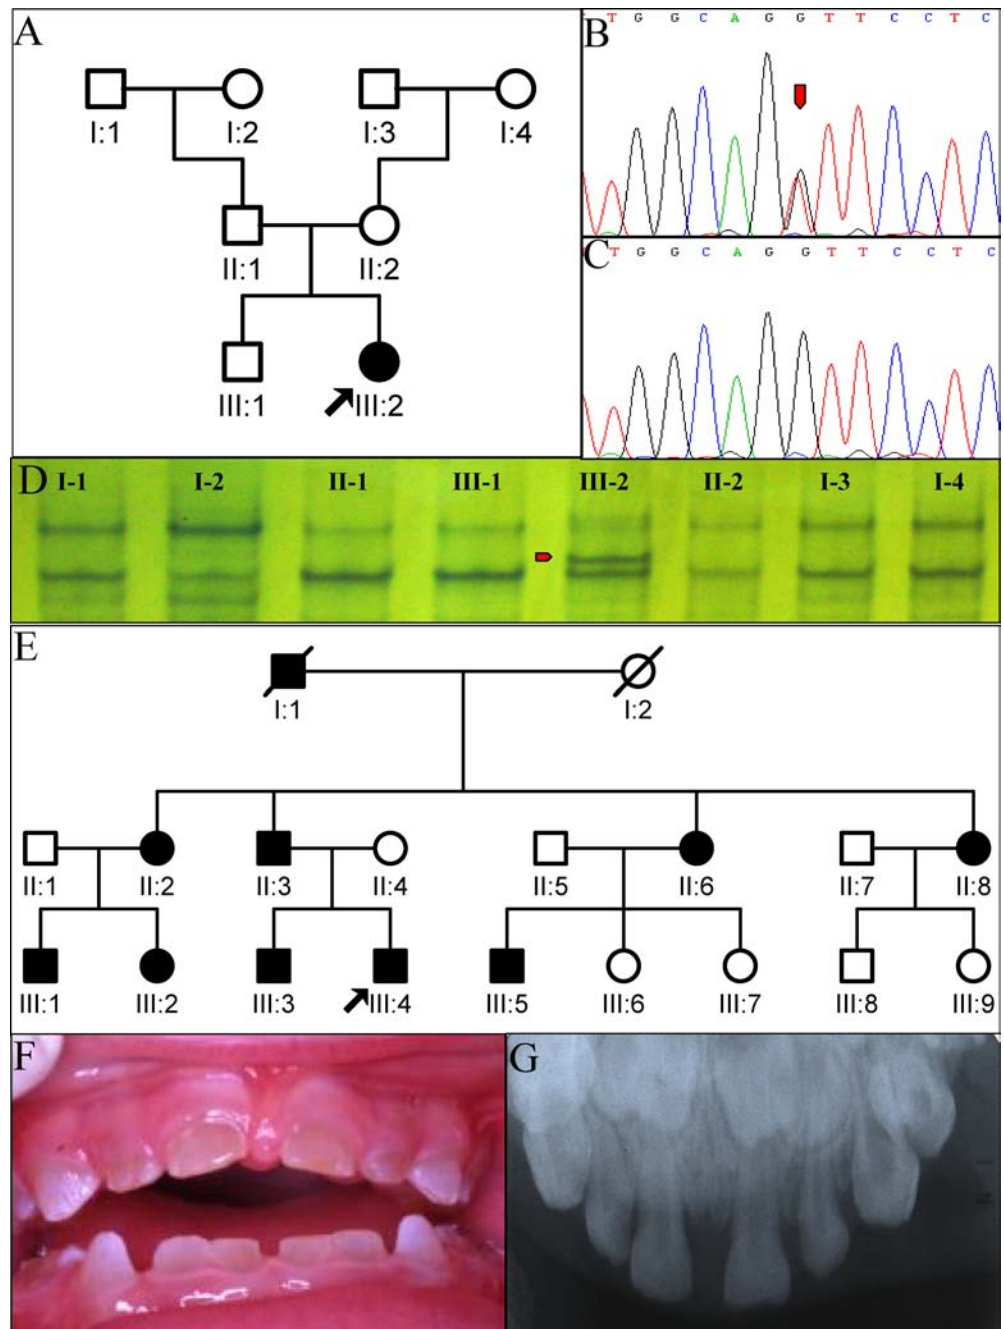 A
I:1 I:2 I:3 I:4
II:1 II:2
III:1 III:2
B
T G G C A G G T T C C T C
C
T G G C A G G T T C C T C
D I-1 I-2 II-1 III-1 III-2 II-2 I-3 I-4
E
I:1 I:2
II:1 II:2 II:3 II:4 II:5 II:6 II:7 II:8
III:1 III:2 III:3 III:4 III:5 III:6 III:7 III:8 III:9
F
G